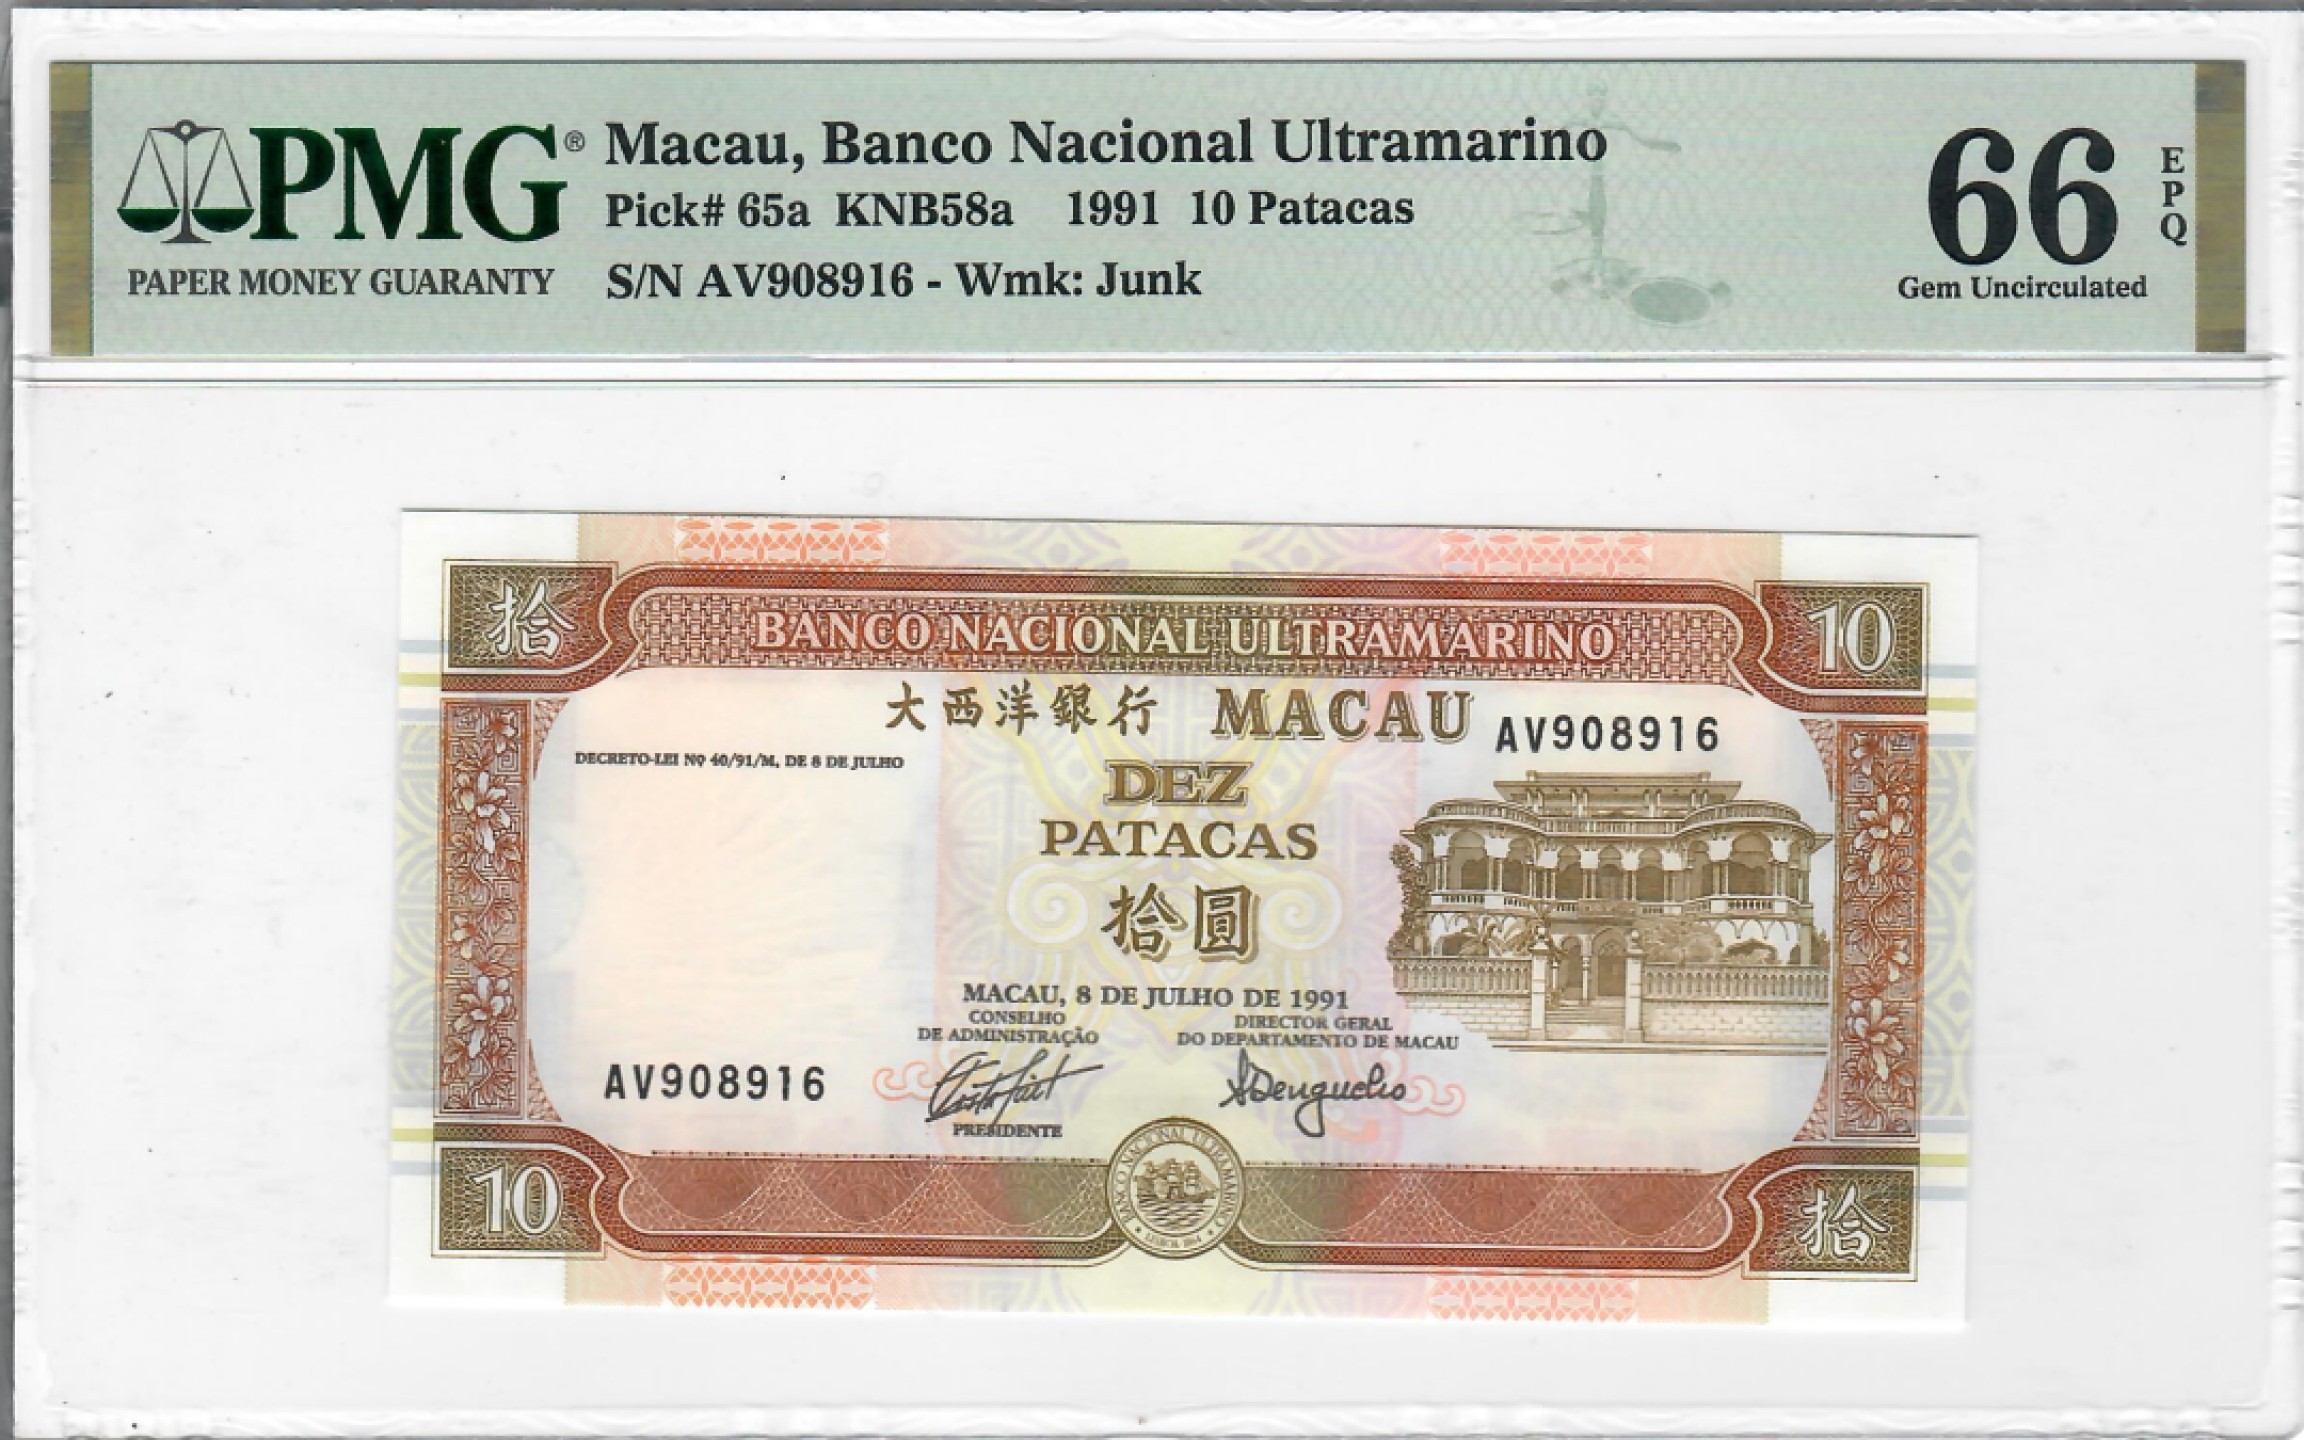 PMG®
PAPER MONEY GUARANTY
Macau, Banco Nacional Ultramarino
Pick# 65a KNB58a 1991 10 Patacas
S/N AV908916 - Wmk: Junk
66
EPQ
Gem Uncirculated
拾
BANCO NACIONAL ULTRAMARINO
10
大西洋銀行 MACAU
AV908916
DECRETO-LEI Nº 40/91/M, DE 8 DE JULHO
DEZ
PATACAS
拾圓
MACAU, 8 DE JULHO DE 1991
CONSELHO
DE ADMINISTRAÇÃO
DIRECTOR GERAL
DO DEPARTAMENTO DE MACAU
AV908916
PRESIDENTE
10
BANCO NACIONAL ULTRAMARINO
拾